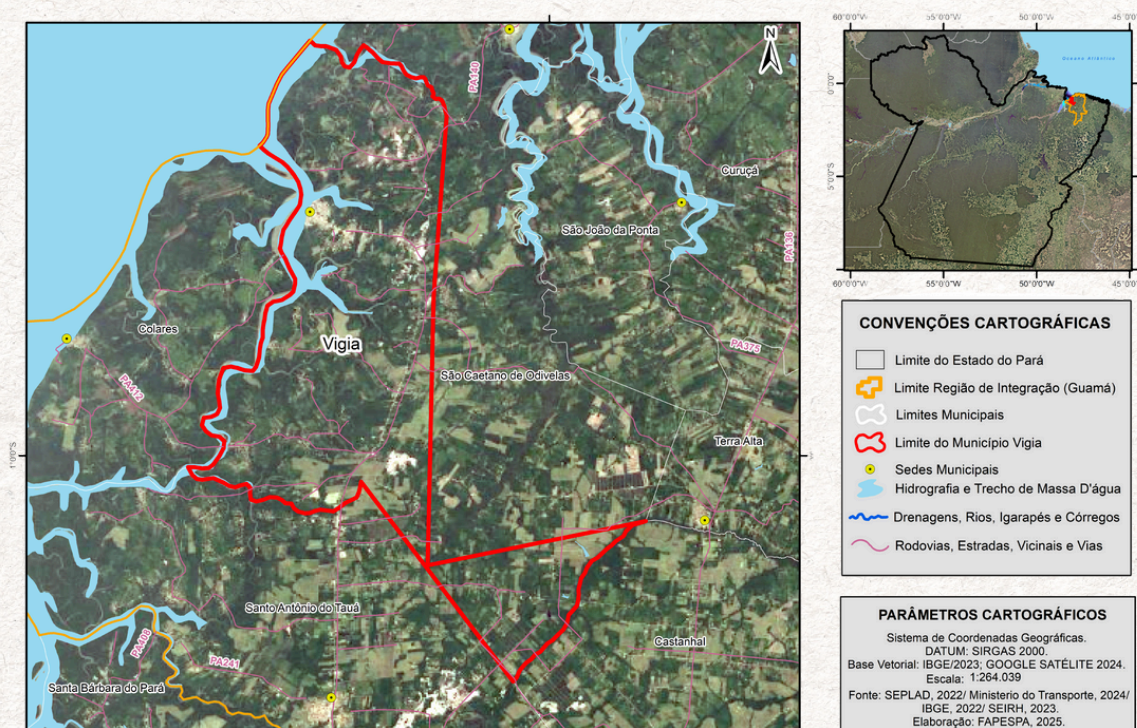 N
PA140
Curuçá
São João da Ponta
PA136
Colares
Vigia
PA375
São Caetano de Odivelas
PA412
1°0'0"S
Terra Alta
Santo Antônio do Tauá
PA408
PA241
Castanhal
Santa Bárbara do Pará
60°0'0"W 55°0'0"W 50°0'0"W 45°0'0"
Oceano Atlântico
0°0'0"
5°0'0"S
60°0'0"W 55°0'0"W 50°0'0"W 45°0'0"
CONVENÇÕES CARTOGRÁFICAS
Limite do Estado do Pará
Limite Região de Integração (Guamá)
Limites Municipais
Limite do Município Vigia
Sedes Municipais
Hidrografia e Trecho de Massa D'água
Drenagens, Rios, Igarapés e Córregos
Rodovias, Estradas, Vicinais e Vias
PARÂMETROS CARTOGRÁFICOS
Sistema de Coordenadas Geográficas.
DATUM: SIRGAS 2000.
Base Vetorial: IBGE/2023; GOOGLE SATÉLITE 2024.
Escala: 1:264.039
Fonte: SEPLAD, 2022/ Ministerio do Transporte, 2024/
IBGE, 2022/ SEIRH, 2023.
Elaboração: FAPESPA, 2025.